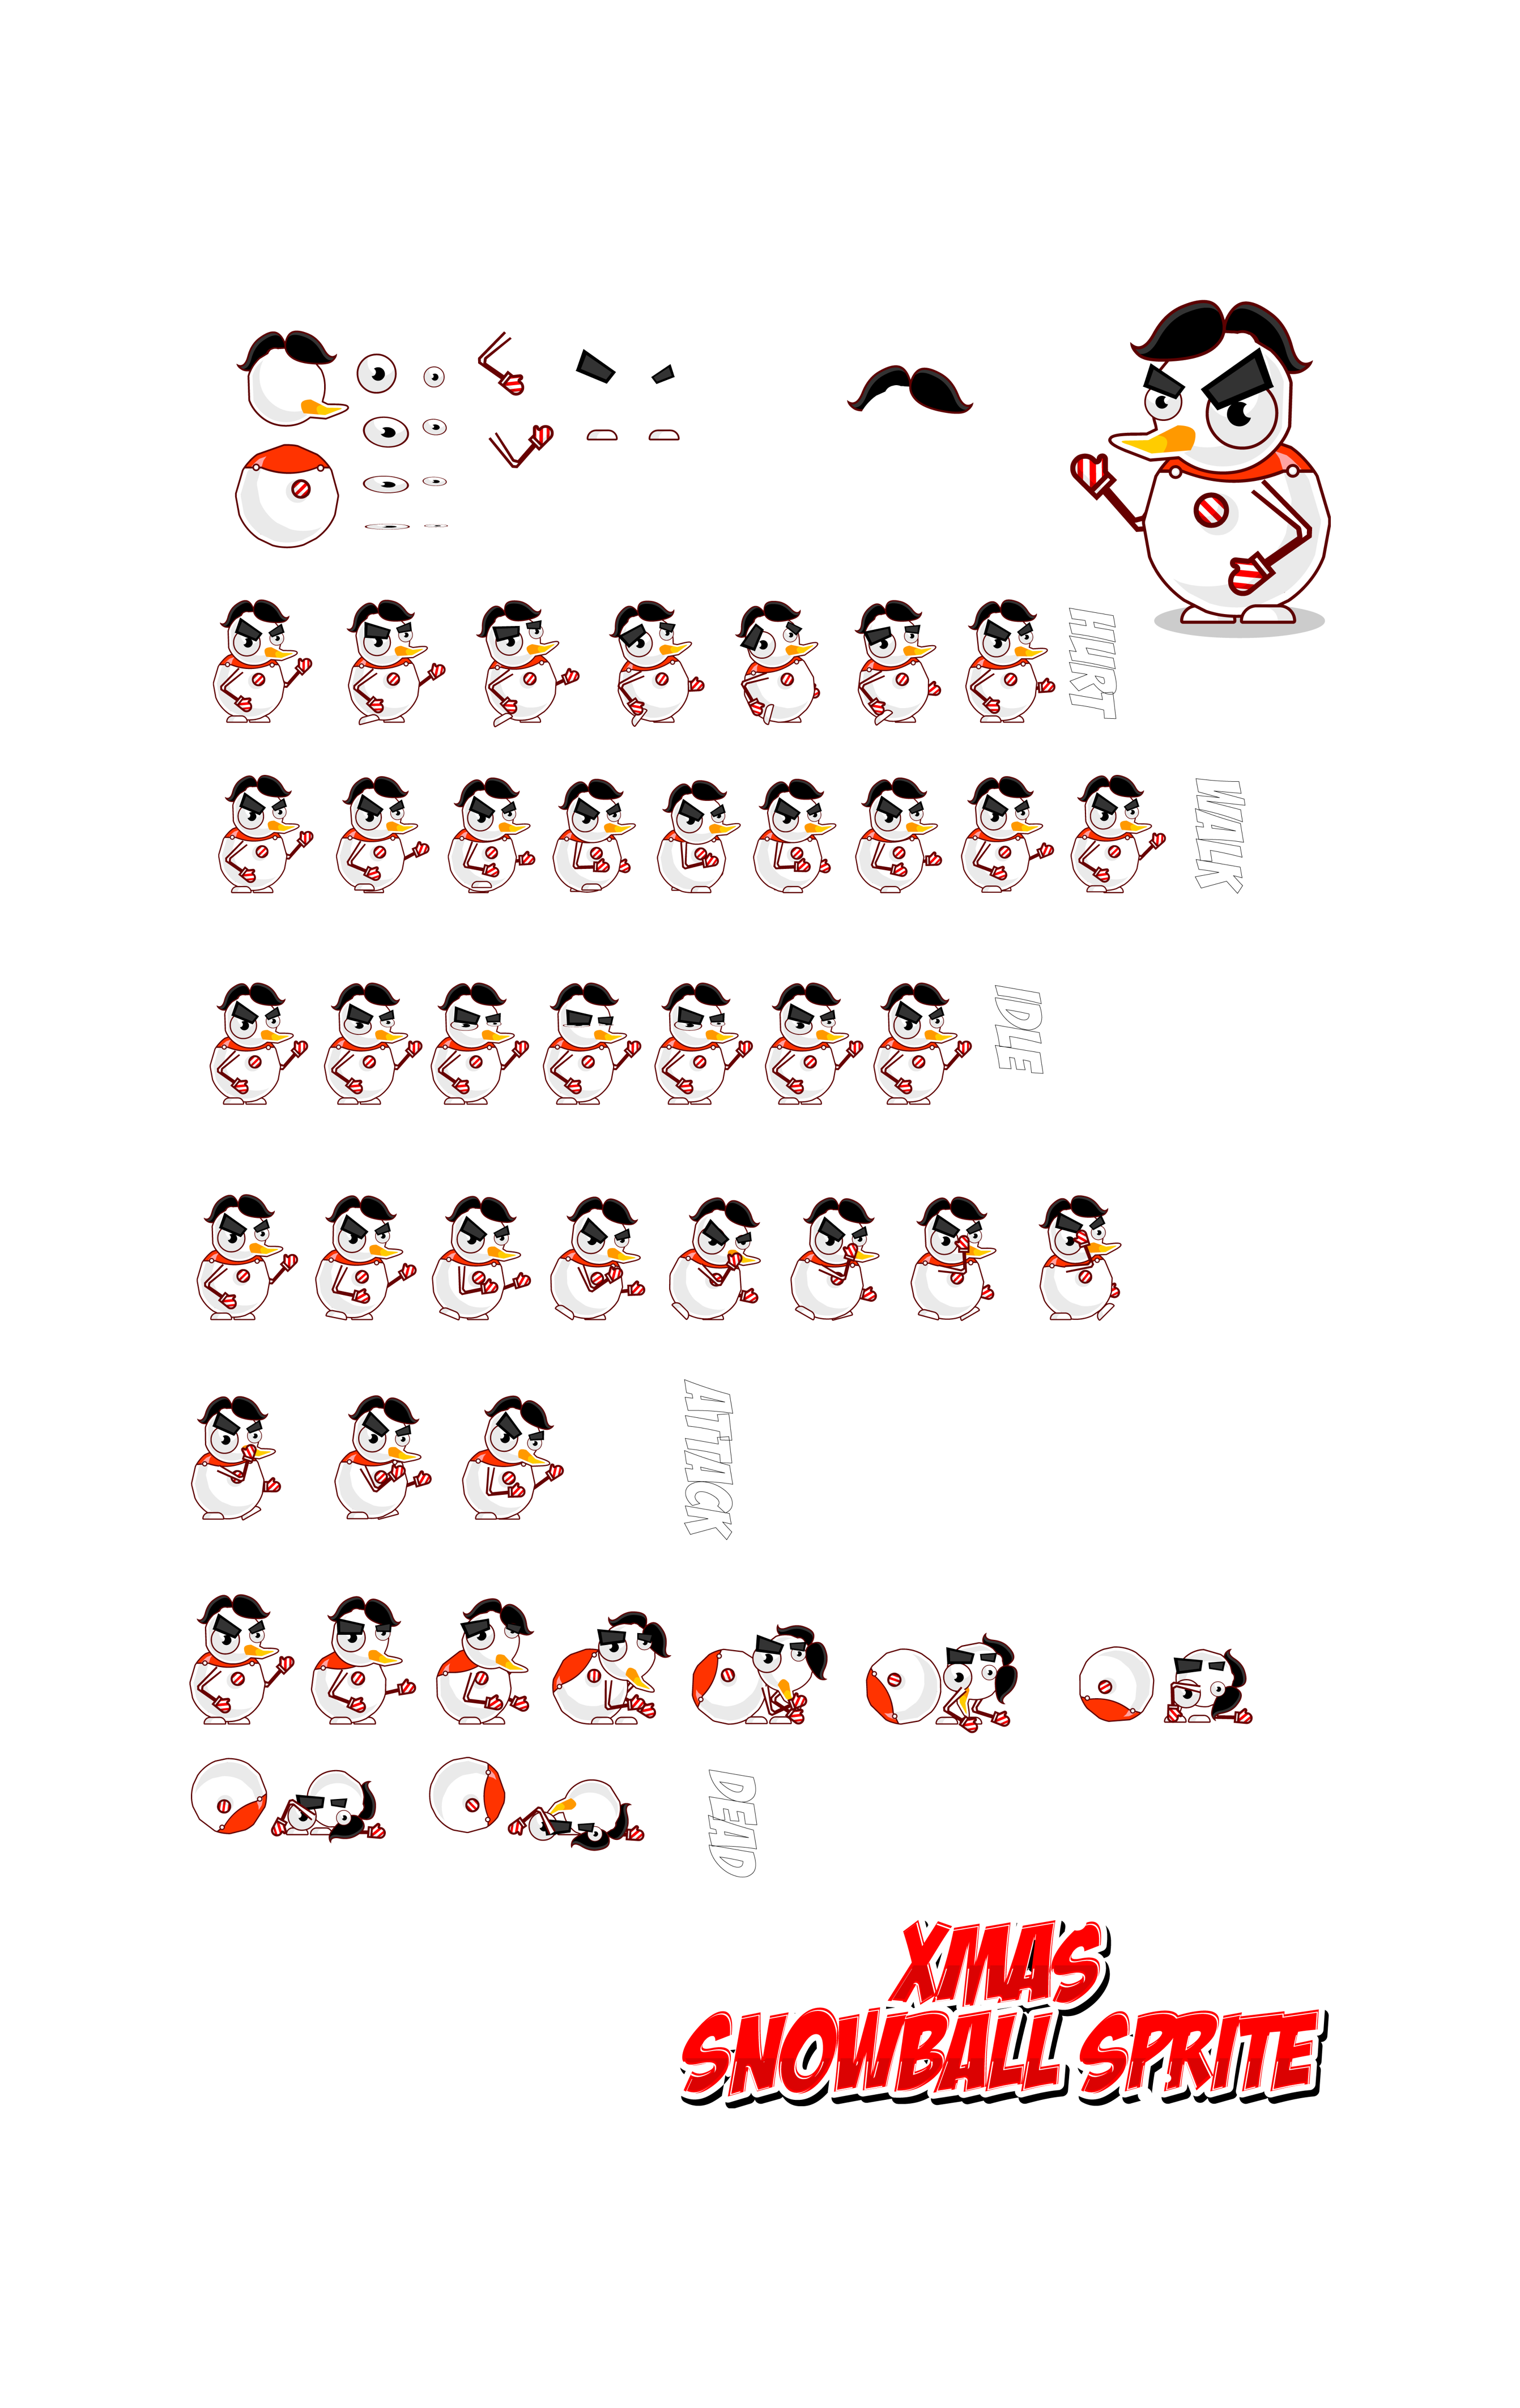 HURT
WALK
IDLE
ATTACK
DEAD
XMAS
SNOWBALL SPRITE